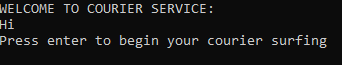 WELCOME TO COURIER SERVICE:
Hi
Press enter to begin your courier surfing